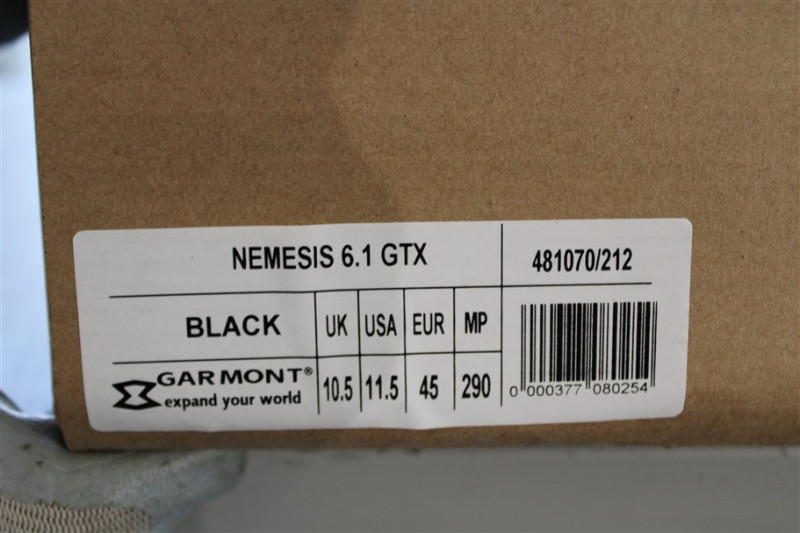 NEMESIS 6.1 GTX
481070/212
BLACK UK USA EUR MP
GARMONT®
expand your world
10.5 11.5 45 290
0 000377 080254